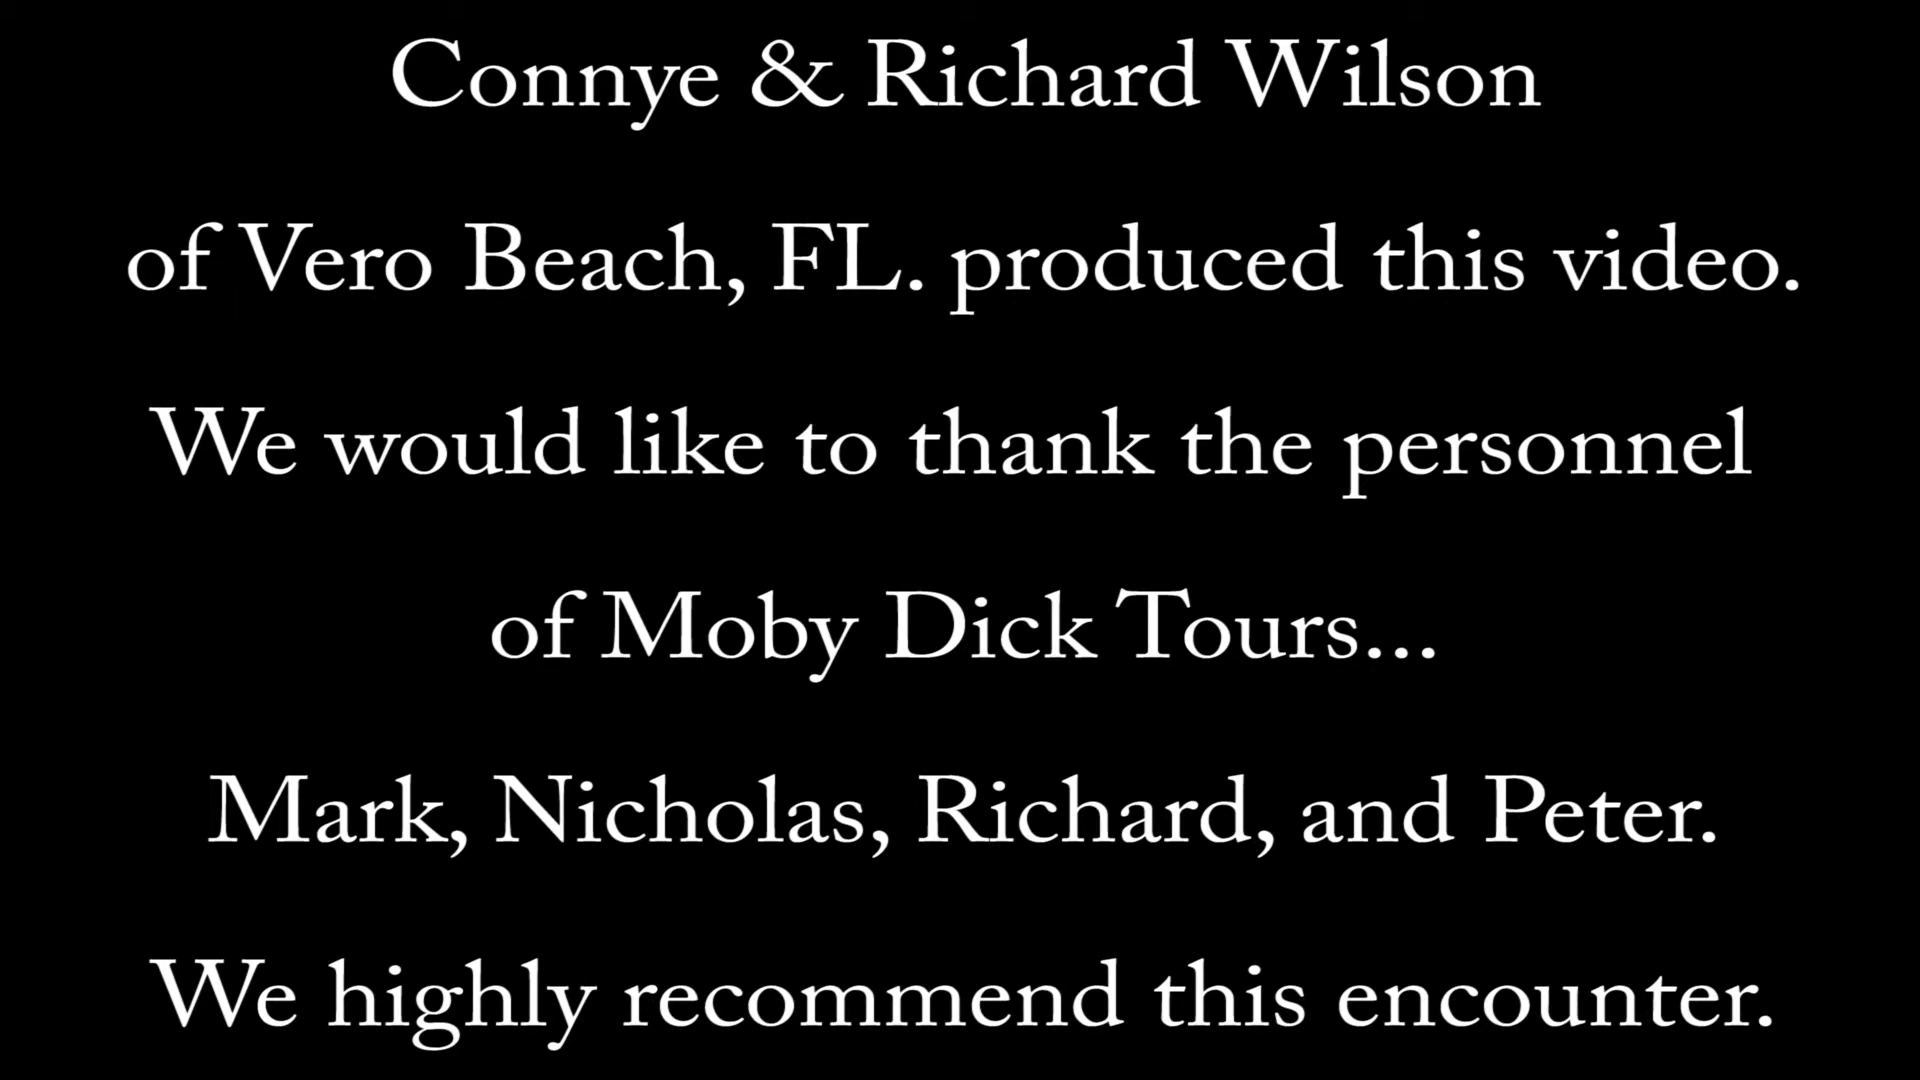 Connye & Richard Wilson
of Vero Beach, FL. produced this video.
We would like to thank the personnel
of Moby Dick Tours...
Mark, Nicholas, Richard, and Peter.
We highly recommend this encounter.